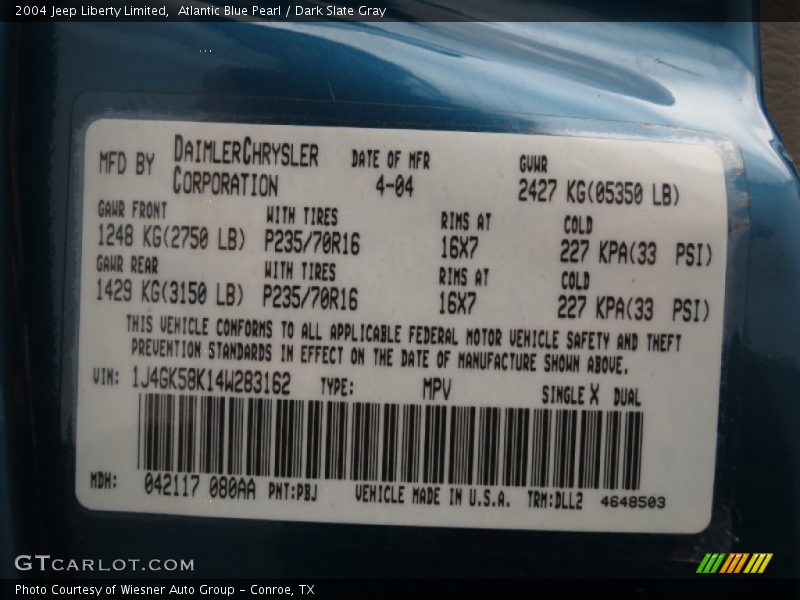 2004 Jeep Liberty Limited,  Atlantic Blue Pearl / Dark Slate Gray
MFD BY DAIMLERCHRYSLER CORPORATION DATE OF MFR 4-04 GVWR 2427 KG(05350 LB)
GAWR FRONT WITH TIRES RIMS AT COLD
1248 KG(2750 LB) P235/70R16 16X7 227 KPA(33 PSI)
GAWR REAR WITH TIRES RIMS AT COLD
1429 KG(3150 LB) P235/70R16 16X7 227 KPA(33 PSI)
THIS VEHICLE CONFORMS TO ALL APPLICABLE FEDERAL MOTOR VEHICLE SAFETY AND THEFT
PREVENTION STANDARDS IN EFFECT ON THE DATE OF MANUFACTURE SHOWN ABOVE.
VIN: 1J4GK58K14W283162 TYPE: MPV SINGLE X DUAL
MDH: 042117 080AA PNT:PBJ VEHICLE MADE IN U.S.A. TRM:DLL2 4648503
GTCARLOT.COM
Photo Courtesy of Wiesner Auto Group - Conroe, TX